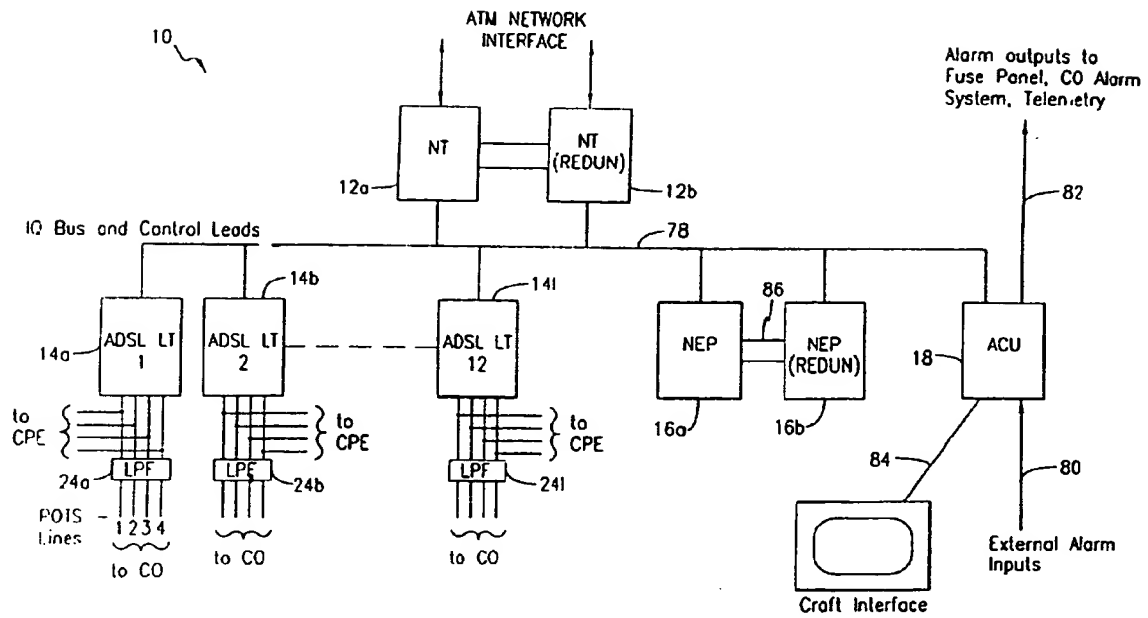 ATM NETWORK
INTERFACE
10
Alarm outputs to
Fuse Panel, CO Alarm
System, Telemetry
NT
NT
(REDUN)
12a
12b
82
IQ Bus and Control Leads
78
14b
14l
86
ADSL LT
1
ADSL LT
2
ADSL LT
12
NEP
NEP
(REDUN)
ACU
14a
18
16a
16b
to
CPE
to
CPE
to
CPE
LPF
LPF
LPF
24a
24b
24l
84
80
POTS
Lines
1 2 3 4
to CO
to CO
to CO
External Alarm
Inputs
Craft Interface